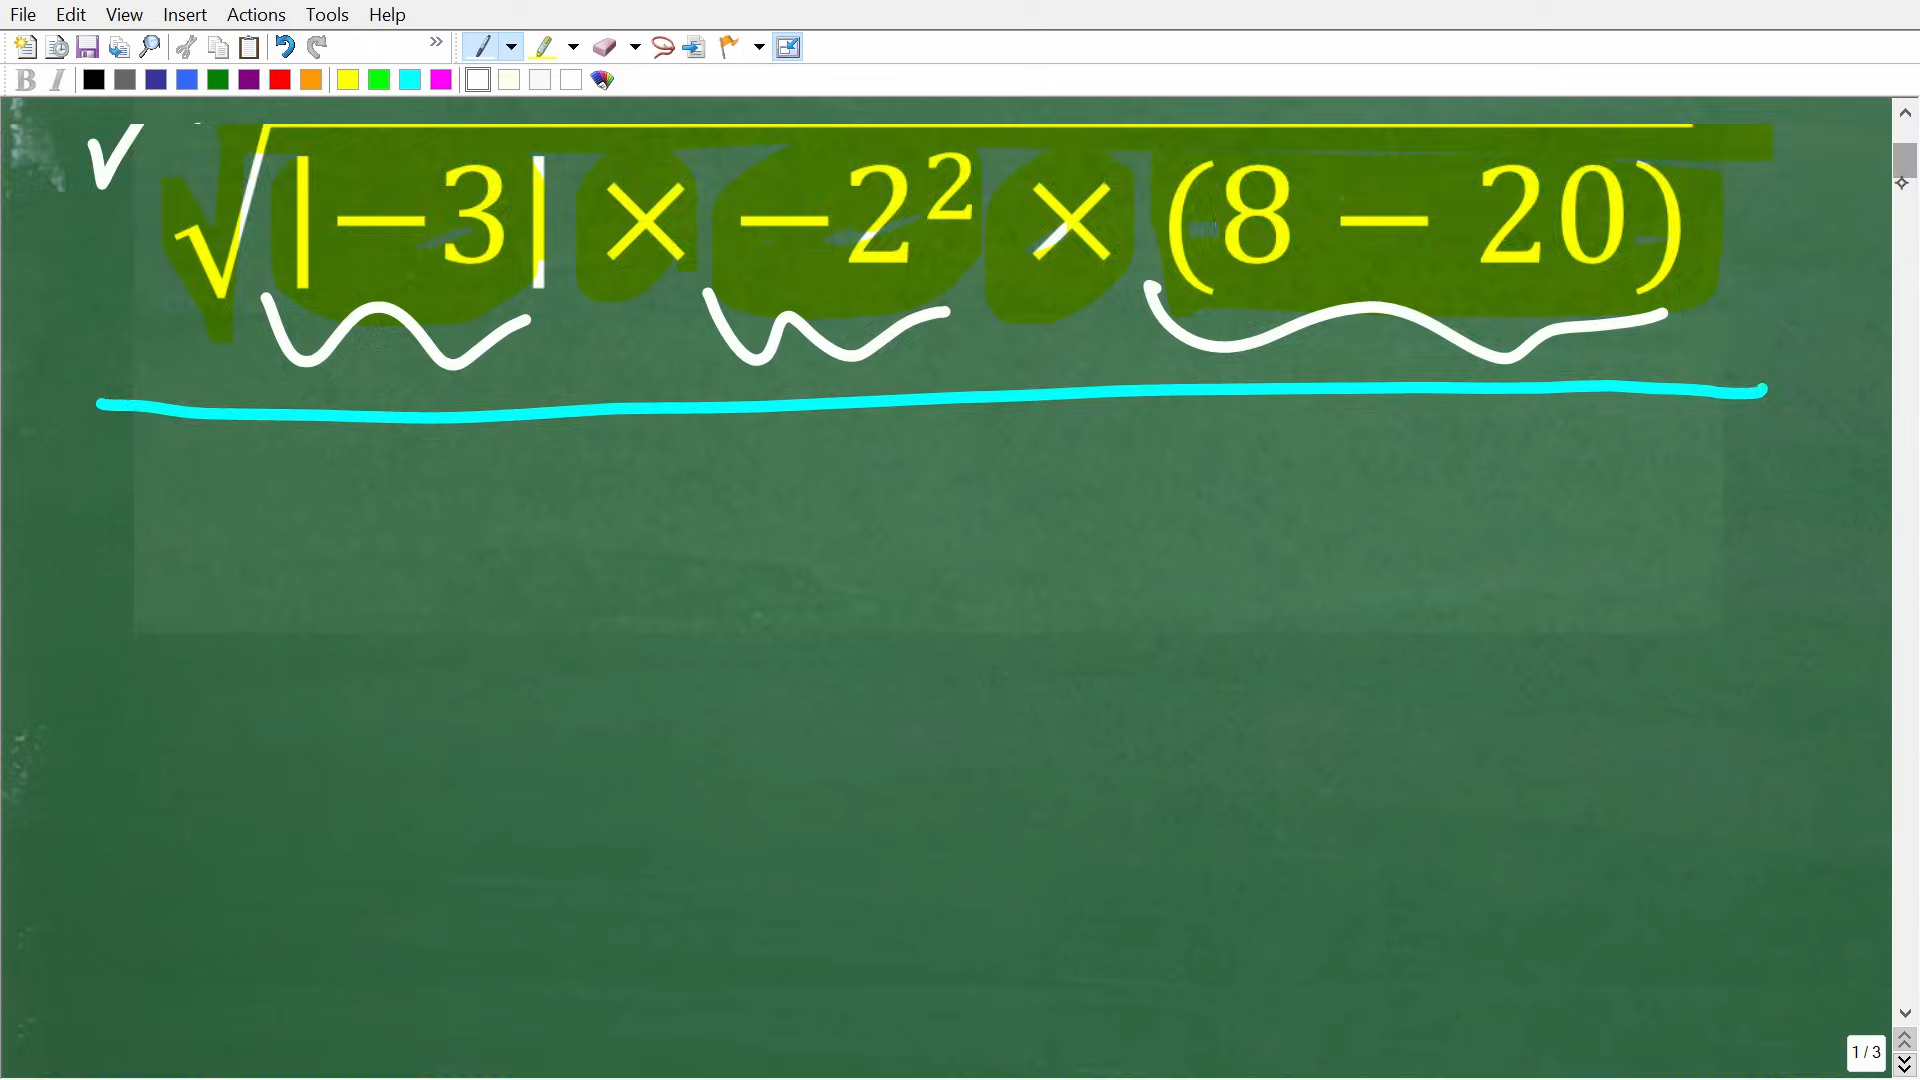 File Edit View Insert Actions Tools Help
B I
√|−3| × −2² × (8 − 20)
1 / 3